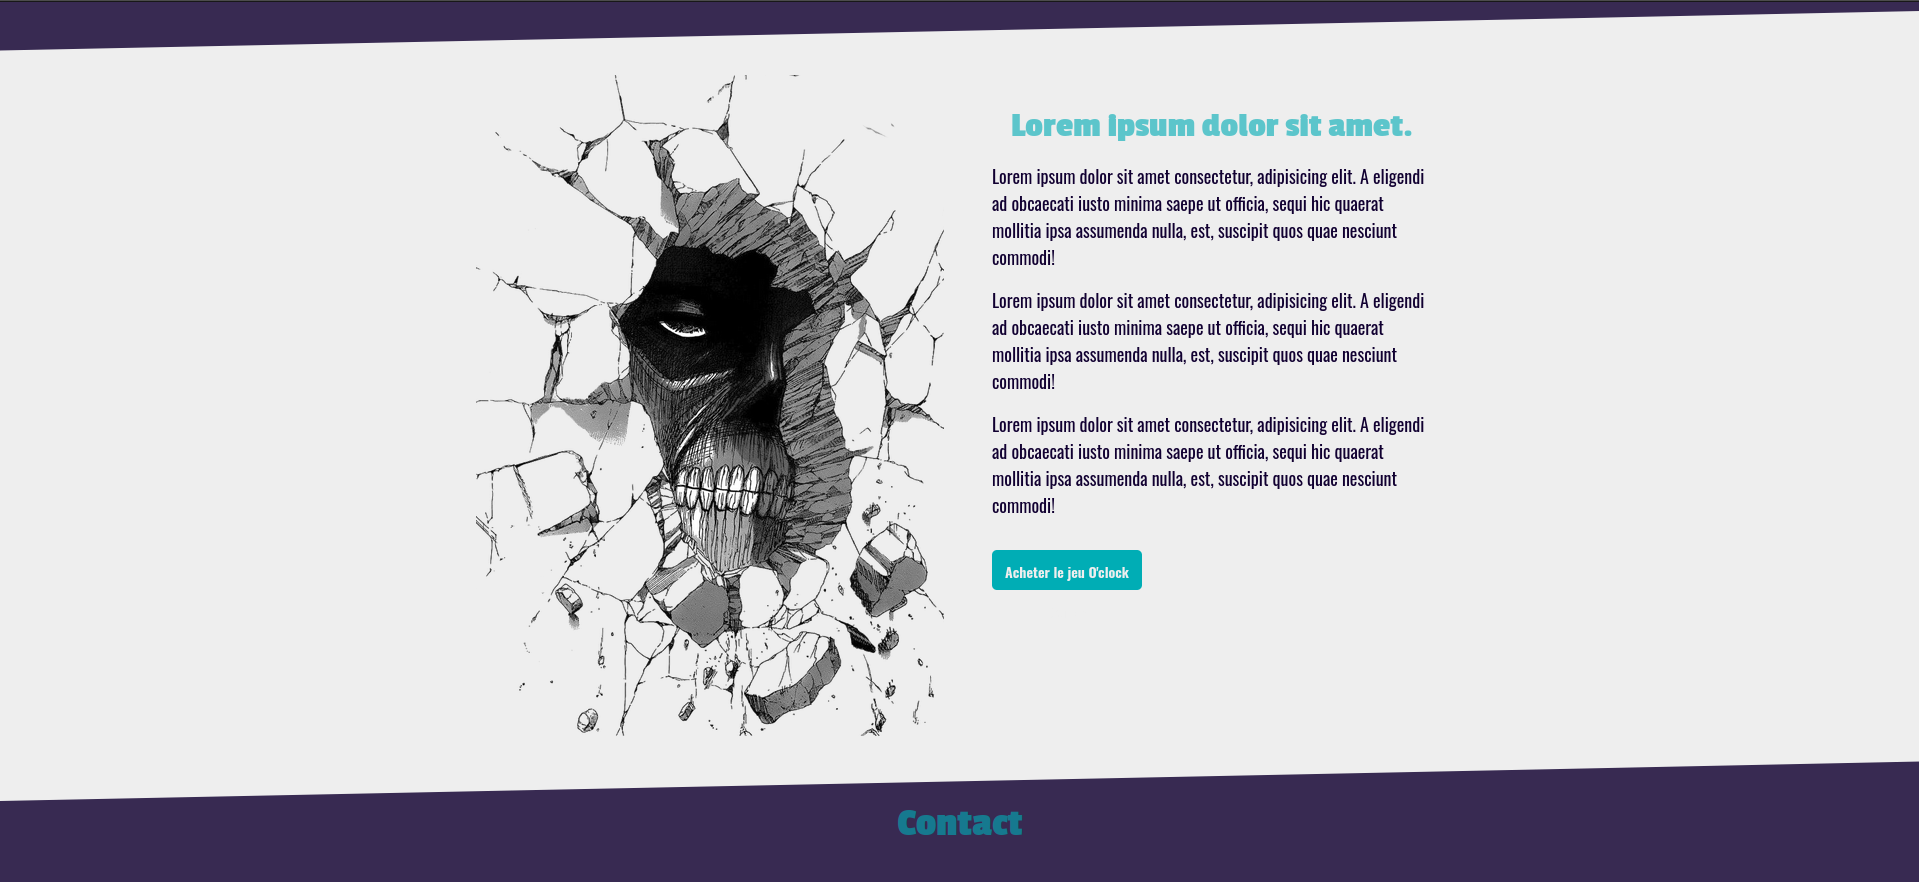 Lorem ipsum dolor sit amet.
Lorem ipsum dolor sit amet consectetur, adipisicing elit. A eligendi
ad obcaecati iusto minima saepe ut officia, sequi hic quaerat
mollitia ipsa assumenda nulla, est, suscipit quos quae nesciunt
commodi!
Lorem ipsum dolor sit amet consectetur, adipisicing elit. A eligendi
ad obcaecati iusto minima saepe ut officia, sequi hic quaerat
mollitia ipsa assumenda nulla, est, suscipit quos quae nesciunt
commodi!
Lorem ipsum dolor sit amet consectetur, adipisicing elit. A eligendi
ad obcaecati iusto minima saepe ut officia, sequi hic quaerat
mollitia ipsa assumenda nulla, est, suscipit quos quae nesciunt
commodi!
Acheter le jeu O'clock
Contact